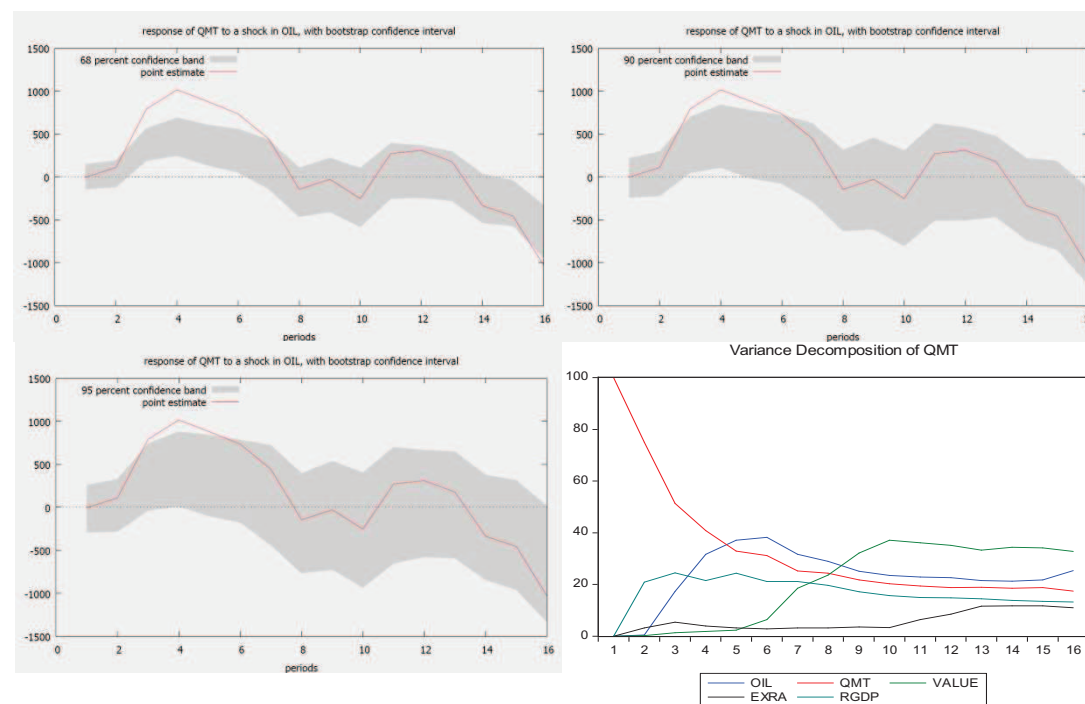 response of QMT to a shock in OIL, with bootstrap confidence interval
68 percent confidence band
point estimate
1500
1000
500
0
-500
-1000
-1500
0 2 4 6 8 10 12 14 16
periods
response of QMT to a shock in OIL, with bootstrap confidence interval
90 percent confidence band
point estimate
1500
1000
500
0
-500
-1000
-1500
0 2 4 6 8 10 12 14 16
periods
response of QMT to a shock in OIL, with bootstrap confidence interval
95 percent confidence band
point estimate
1500
1000
500
0
-500
-1000
-1500
0 2 4 6 8 10 12 14 16
periods
Variance Decomposition of QMT
100
80
60
40
20
0
1 2 3 4 5 6 7 8 9 10 11 12 13 14 15 16
OIL QMT VALUE
EXRA RGDP